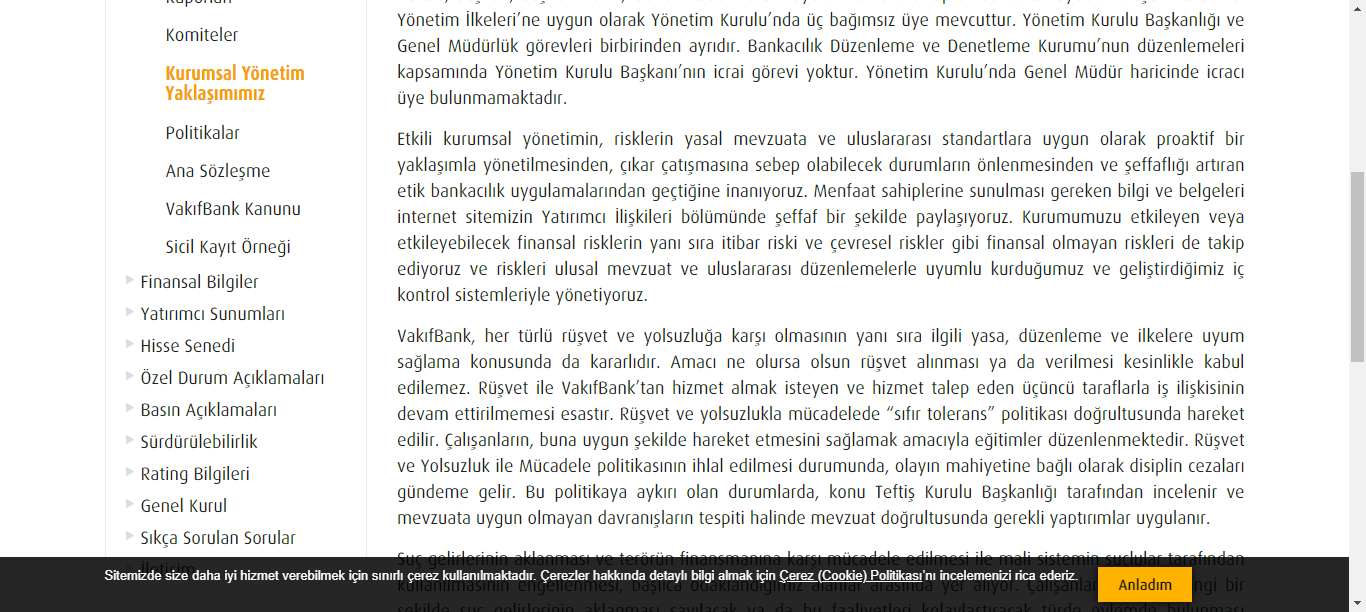 Komiteler
Kurumsal Yönetim
Yaklaşımımız
Politikalar
Ana Sözleşme
VakıfBank Kanunu
Sicil Kayıt Örneği
Finansal Bilgiler
Yatırımcı Sunumları
Hisse Senedi
Özel Durum Açıklamaları
Basın Açıklamaları
Sürdürülebilirlik
Rating Bilgileri
Genel Kurul
Sıkça Sorulan Sorular
İletişim
Yönetim İlkeleri’ne uygun olarak Yönetim Kurulu’nda üç bağımsız üye mevcuttur. Yönetim Kurulu Başkanlığı ve
Genel Müdürlük görevleri birbirinden ayrıdır. Bankacılık Düzenleme ve Denetleme Kurumu’nun düzenlemeleri
kapsamında Yönetim Kurulu Başkanı’nın icrai görevi yoktur. Yönetim Kurulu’nda Genel Müdür haricinde icracı
üye bulunmamaktadır.
Etkili kurumsal yönetimin, risklerin yasal mevzuata ve uluslararası standartlara uygun olarak proaktif bir
yaklaşımla yönetilmesinden, çıkar çatışmasına sebep olabilecek durumların önlenmesinden ve şeffaflığı artıran
etik bankacılık uygulamalarından geçtiğine inanıyoruz. Menfaat sahiplerine sunulması gereken bilgi ve belgeleri
internet sitemizin Yatırımcı İlişkileri bölümünde şeffaf bir şekilde paylaşıyoruz. Kurumumuzu etkileyen veya
etkileyebilecek finansal risklerin yanı sıra itibar riski ve çevresel riskler gibi finansal olmayan riskleri de takip
ediyoruz ve riskleri ulusal mevzuat ve uluslararası düzenlemelerle uyumlu kurduğumuz ve geliştirdiğimiz iç
kontrol sistemleriyle yönetiyoruz.
VakıfBank, her türlü rüşvet ve yolsuzluğa karşı olmasının yanı sıra ilgili yasa, düzenleme ve ilkelere uyum
sağlama konusunda da kararlıdır. Amacı ne olursa olsun rüşvet alınması ya da verilmesi kesinlikle kabul
edilemez. Rüşvet ile VakıfBank’tan hizmet almak isteyen ve hizmet talep eden üçüncü taraflarla iş ilişkisinin
devam ettirilmemesi esastır. Rüşvet ve yolsuzlukla mücadelede “sıfır tolerans” politikası doğrultusunda hareket
edilir. Çalışanların, buna uygun şekilde hareket etmesini sağlamak amacıyla eğitimler düzenlenmektedir. Rüşvet
ve Yolsuzluk ile Mücadele politikasının ihlal edilmesi durumunda, olayın mahiyetine bağlı olarak disiplin cezaları
gündeme gelir. Bu politikaya aykırı olan durumlarda, konu Teftiş Kurulu Başkanlığı tarafından incelenir ve
mevzuata uygun olmayan davranışların tespiti halinde mevzuat doğrultusunda gerekli yaptırımlar uygulanır.
Suç gelirlerinin aklanması ve terörün finansmanına karşı mücadele edilmesi ile mali sistemin suçlular tarafından
Sitemizde size daha iyi hizmet verebilmek için sınırlı çerez kullanılmaktadır. Çerezler hakkında detaylı bilgi almak için Çerez (Cookie) Politikası'nı incelemenizi rica ederiz.
Anladım